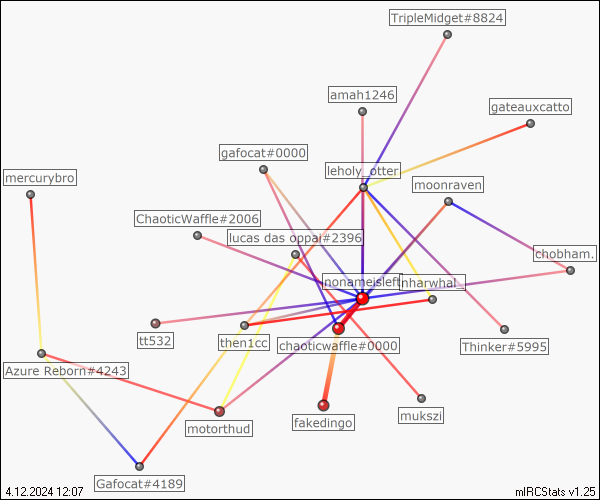 TripleMidget#8824
amah1246
gateauxcatto
gafocat#0000
mercurybro
leholy_otter
moonraven
ChaoticWaffle#2006
lucas das oppai#2396
chobham.
nonameisleft
nharwhal
tt532
then1cc
chaoticwaffle#0000
Thinker#5995
Azure Reborn#4243
motorthud
fakedingo
mukszi
Gafocat#4189
4.12.2024 12:07
mIRCStats v1.25